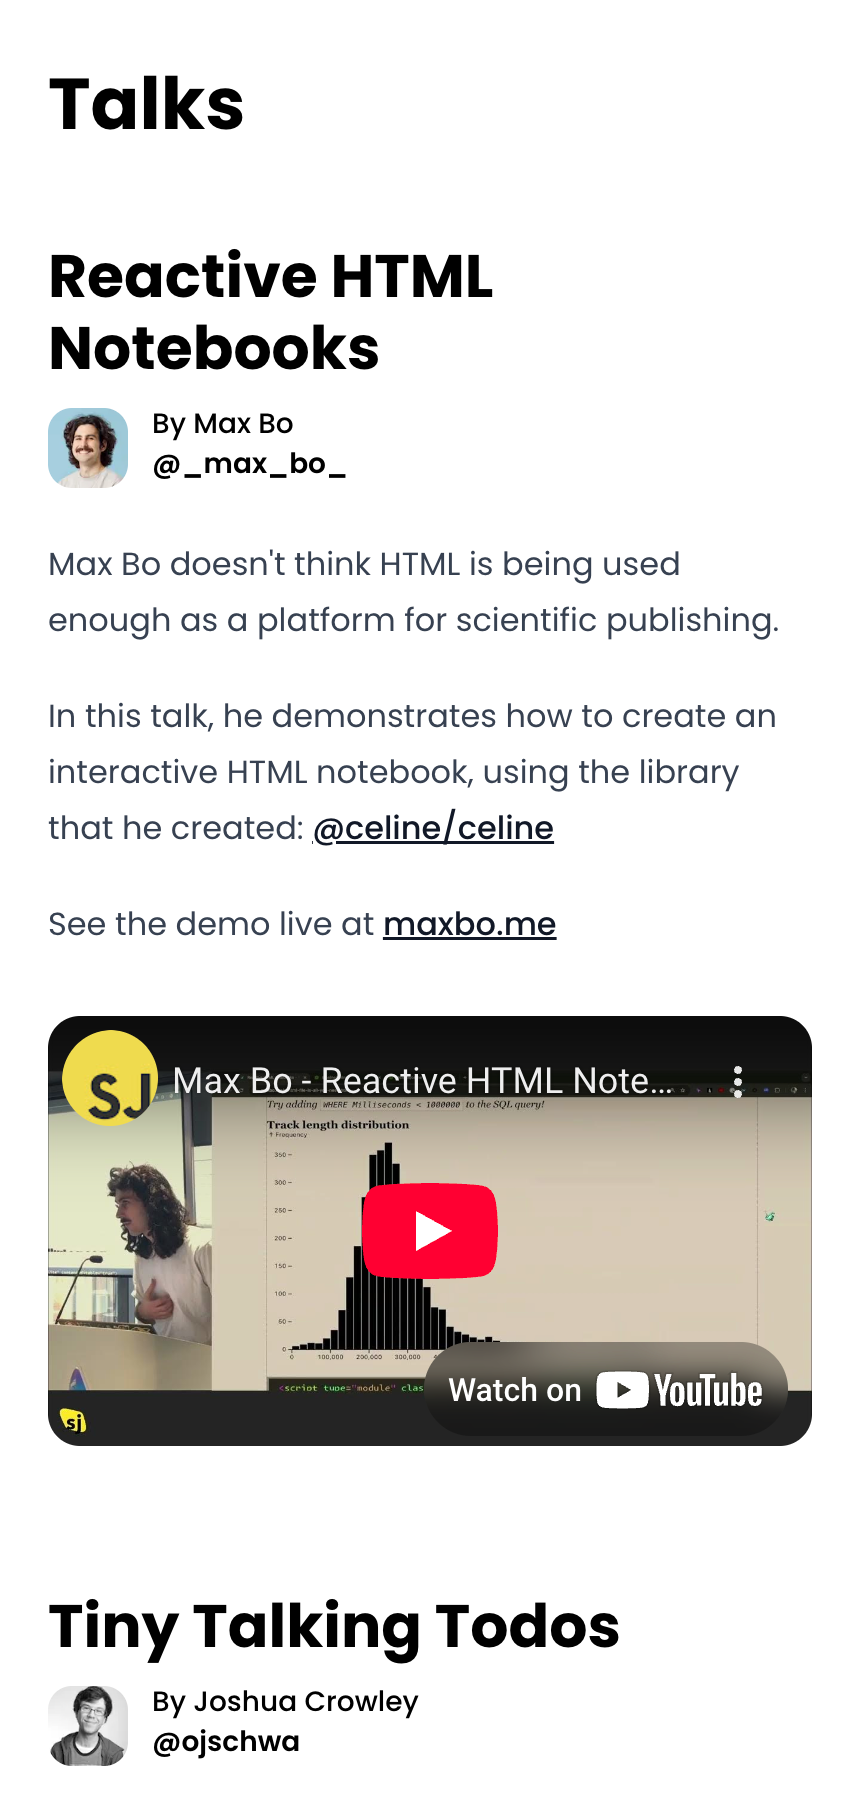 Talks
Reactive HTML
Notebooks
By Max Bo
@_max_bo_
Max Bo doesn't think HTML is being used
enough as a platform for scientific publishing.
In this talk, he demonstrates how to create an
interactive HTML notebook, using the library
that he created: @celine/celine
See the demo live at maxbo.me
SJ
Max Bo - Reactive HTML Note...
Try adding WHERE Milliseconds < 1000000 to the SQL query!
Track length distribution
↑ Frequency
350
300
250
200
150
100
50
0
0 100,000 200,000 300,000
<script type="module" clas
Watch on YouTube
sj
Tiny Talking Todos
By Joshua Crowley
@ojschwa